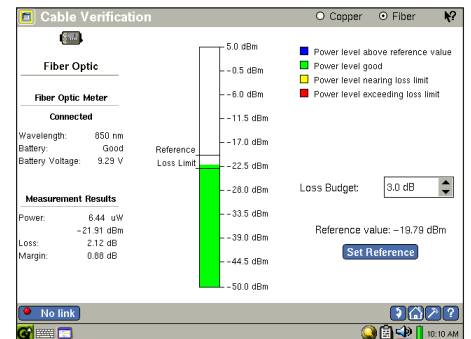 Cable Verification
Copper
Fiber
Fiber Optic
Fiber Optic Meter
Connected
Wavelength: 850 nm
Battery: Good
Battery Voltage: 9.29 V
Measurement Results
Power: 6.44 uW
-21.91 dBm
Loss: 2.12 dB
Margin: 0.88 dB
5.0 dBm
-0.5 dBm
-6.0 dBm
-11.5 dBm
-17.0 dBm
Reference
Loss Limit
-22.5 dBm
-28.0 dBm
-33.5 dBm
-39.0 dBm
-44.5 dBm
-50.0 dBm
Power level above reference value
Power level good
Power level nearing loss limit
Power level exceeding loss limit
Loss Budget: 3.0 dB
Reference value: -19.79 dBm
Set Reference
No link
10:10 AM